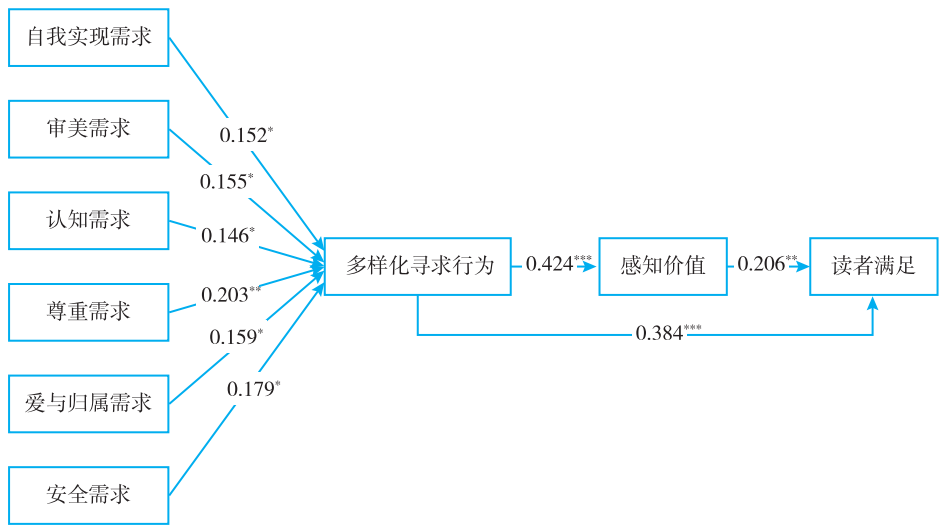 自我实现需求
0.152*
审美需求
0.155*
认知需求
0.146*
多样化寻求行为
0.424***
感知价值
0.206**
读者满足
尊重需求
0.203**
0.159*
0.384***
爱与归属需求
0.179*
安全需求